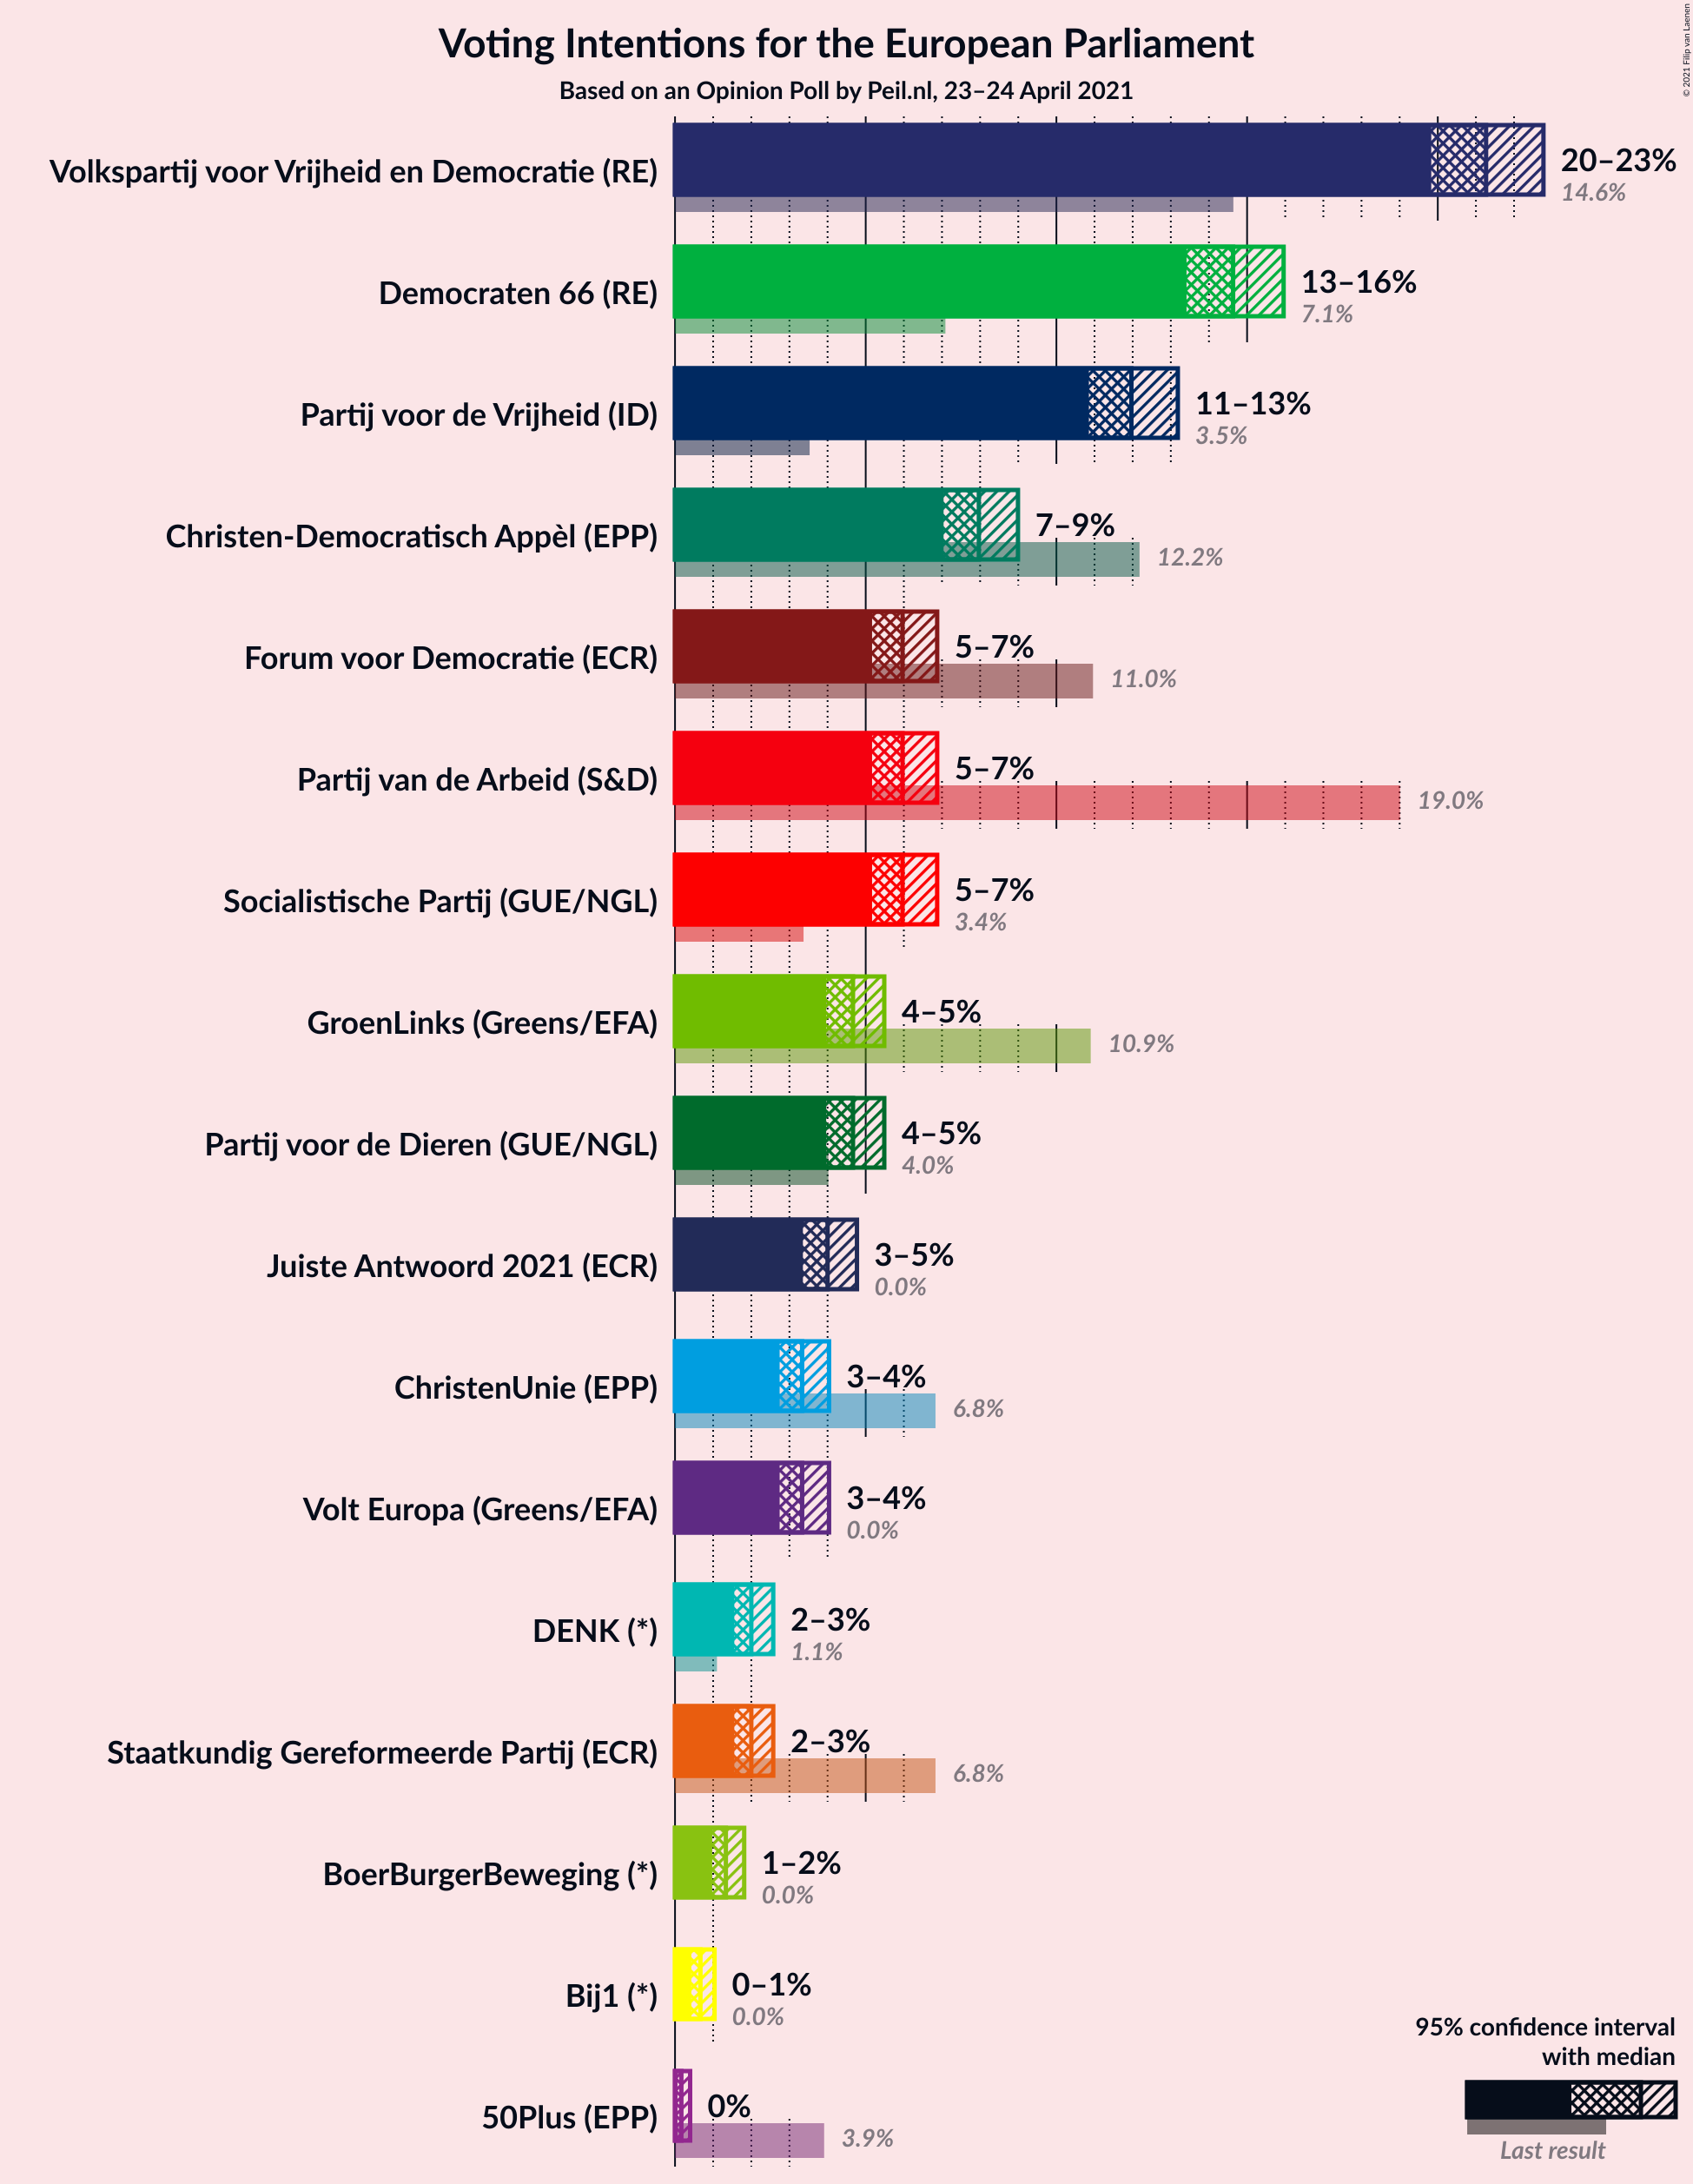 © 2021 Filip van Laenen
Voting Intentions for the European Parliament
Based on an Opinion Poll by Peil.nl, 23–24 April 2021
Volkspartij voor Vrijheid en Democratie (RE)
20–23%
14.6%
Democraten 66 (RE)
13–16%
7.1%
Partij voor de Vrijheid (ID)
11–13%
3.5%
Christen-Democratisch Appèl (EPP)
7–9%
12.2%
Forum voor Democratie (ECR)
5–7%
11.0%
Partij van de Arbeid (S&D)
5–7%
19.0%
Socialistische Partij (GUE/NGL)
5–7%
3.4%
GroenLinks (Greens/EFA)
4–5%
10.9%
Partij voor de Dieren (GUE/NGL)
4–5%
4.0%
Juiste Antwoord 2021 (ECR)
3–5%
0.0%
ChristenUnie (EPP)
3–4%
6.8%
Volt Europa (Greens/EFA)
3–4%
0.0%
DENK (*)
2–3%
1.1%
Staatkundig Gereformeerde Partij (ECR)
2–3%
6.8%
BoerBurgerBeweging (*)
1–2%
0.0%
Bij1 (*)
0–1%
0.0%
50Plus (EPP)
0%
3.9%
95% confidence interval
with median
Last result